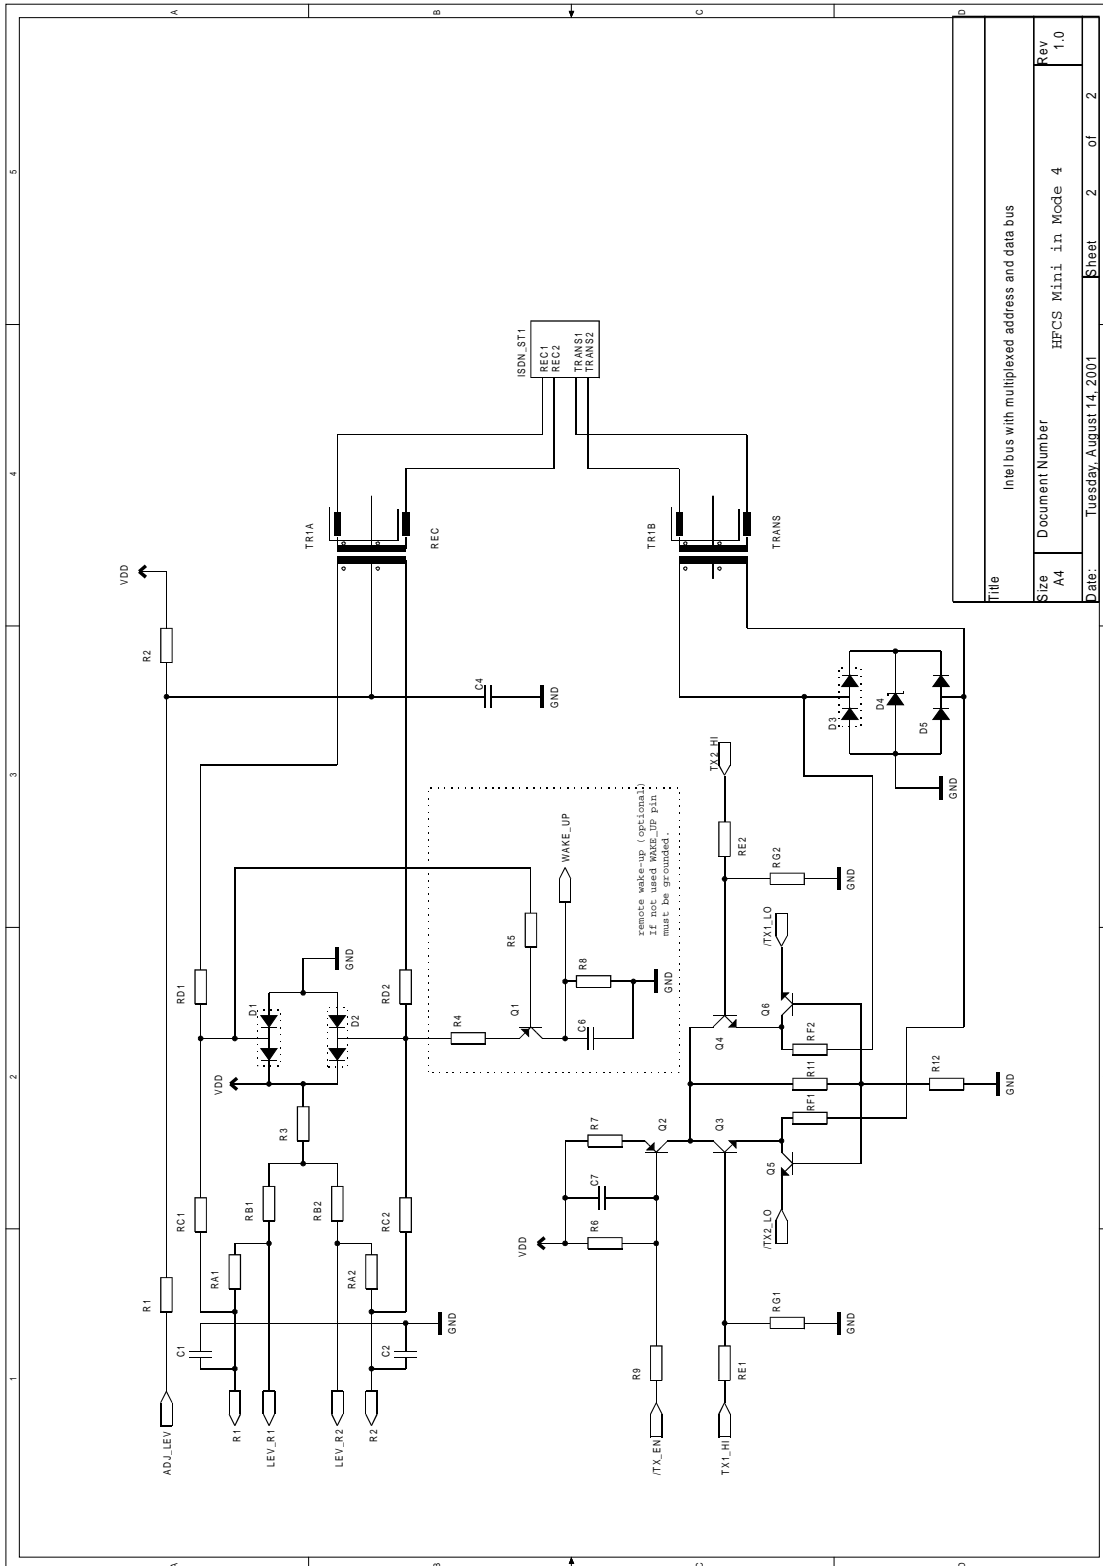 A
B
C
D
5
4
3
2
1
VDD
R2
ADJ_LEV
R1
RC1
RD1
C1
RA1
RB1
R1
LEV_R1
LEV_R2
R2
C2
GND
RA2
RB2
RC2
R3
VDD
D1
D2
GND
RD2
TR1A
REC
C4
GND
ISDN_ST1
REC1
REC2
TRANS1
TRANS2
R4
Q1
R5
WAKE_UP
C6
R8
GND
remote wake-up (optional)
If not used WAKE_UP pin
must be grounded.
VDD
R6
C7
R7
Q2
/TX_EN
R9
TX1_HI
RE1
RG1
GND
Q3
Q5
/TX2_LO
RF1
R11
RF2
R12
GND
Q4
Q6
/TX1_LO
RG2
GND
RE2
TX2_HI
TR1B
TRANS
D3
D4
D5
GND
Title
Intel bus with multiplexed address and data bus
Size
A4
Document Number
HFCS Mini in Mode 4
Rev
1.0
Date:
Tuesday, August 14, 2001
Sheet
2
of
2
A
B
C
D